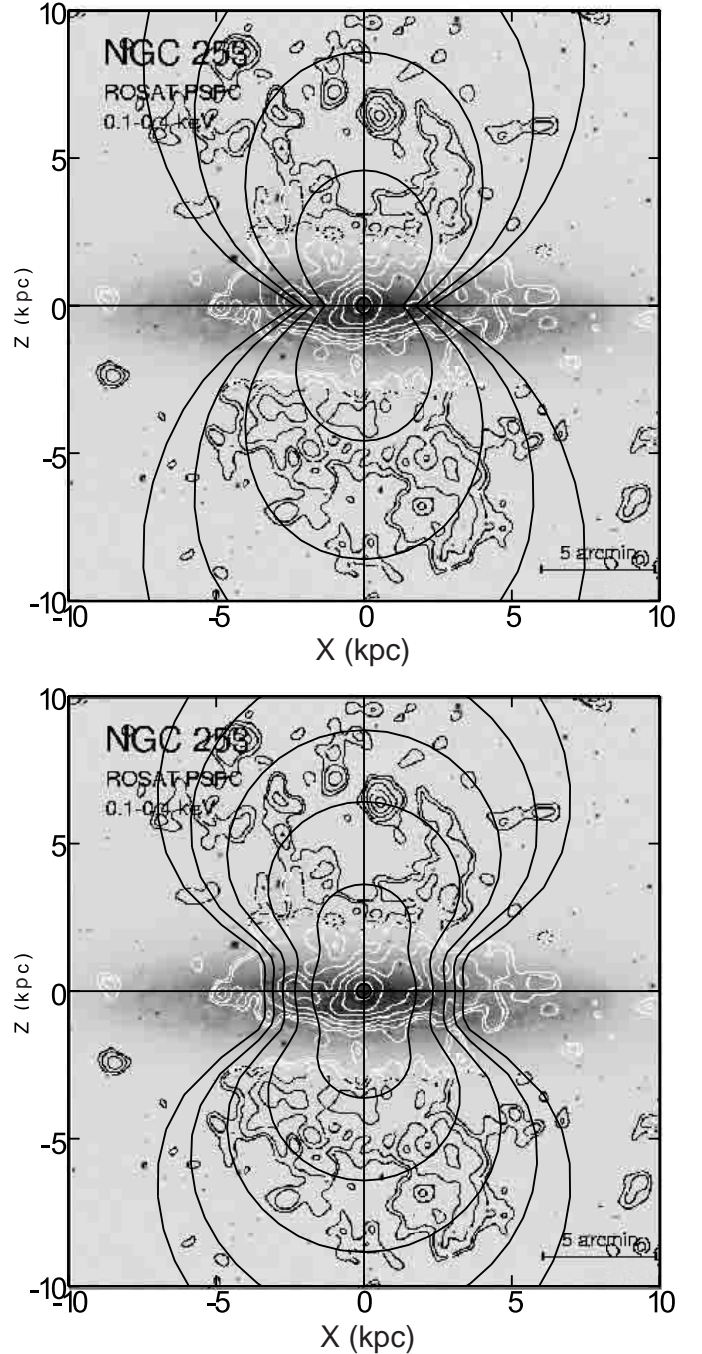 10
NGC 253
ROSAT PSPC
0.1-0.4 keV
5
Z (kpc)
0
-5
5 arcmin
-10
-10 -5 0 5 10
X (kpc)
10
NGC 253
ROSAT PSPC
0.1-0.4 keV
5
Z (kpc)
0
-5
5 arcmin
-10
-10 -5 0 5 10
X (kpc)